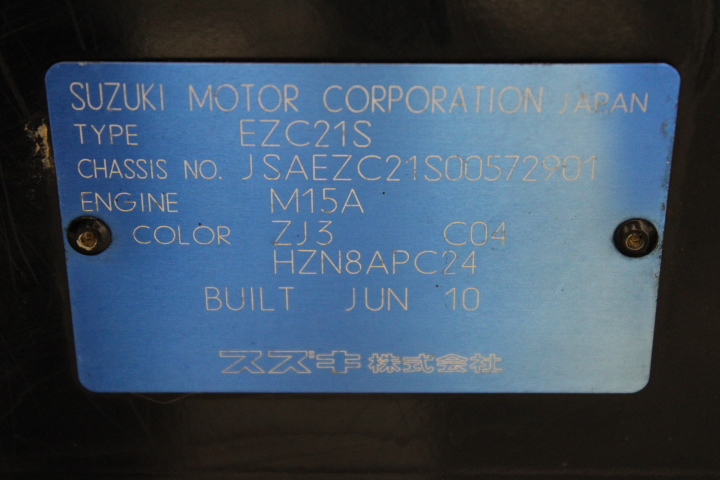 SUZUKI MOTOR CORPORATION JAPAN
TYPE EZC21S
CHASSIS NO. JSAEZC21S00572901
ENGINE M15A
COLOR ZJ3 C04
HZN8APC24
BUILT JUN 10
スズキ株式会社